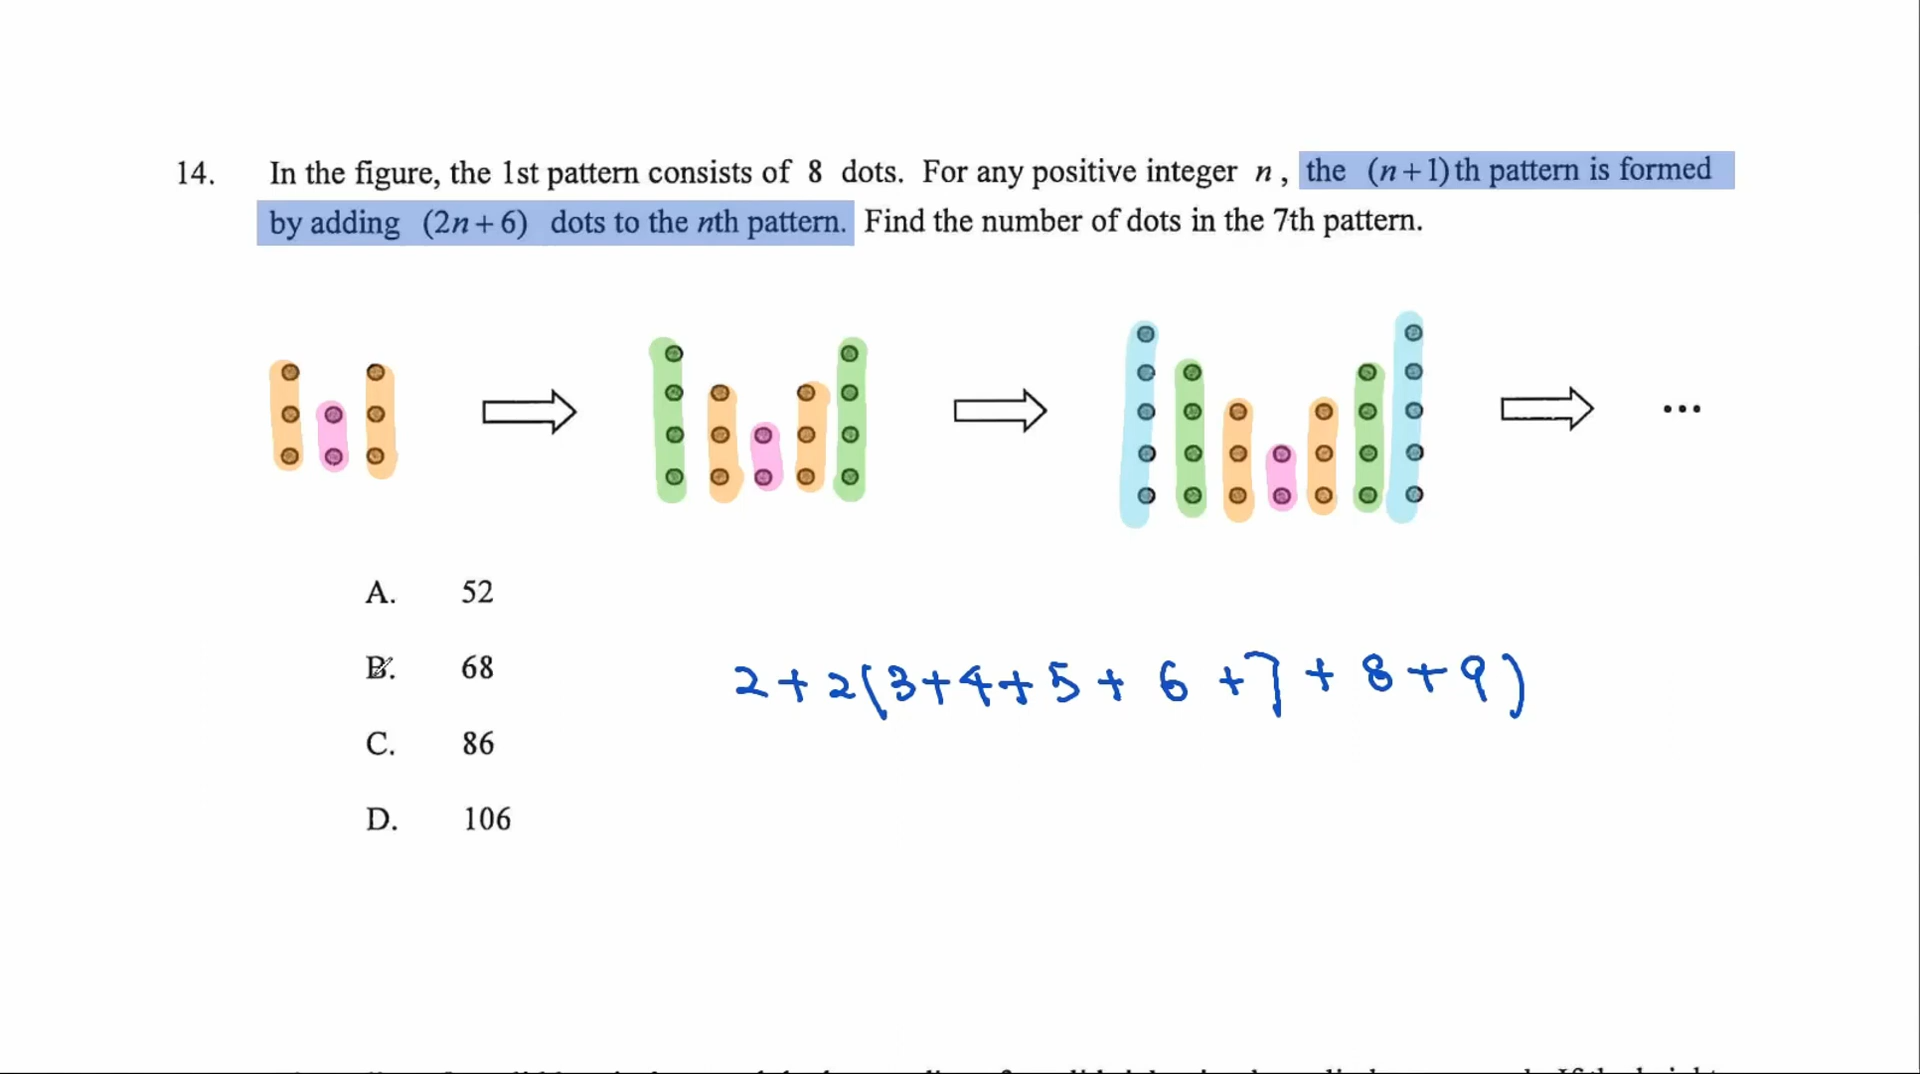 14. In the figure, the 1st pattern consists of 8 dots. For any positive integer n, the (n+1)th pattern is formed
by adding (2n+6) dots to the nth pattern. Find the number of dots in the 7th pattern.
...
A. 52
B. 68
2+2(3+4+5+6+7+8+9)
C. 86
D. 106